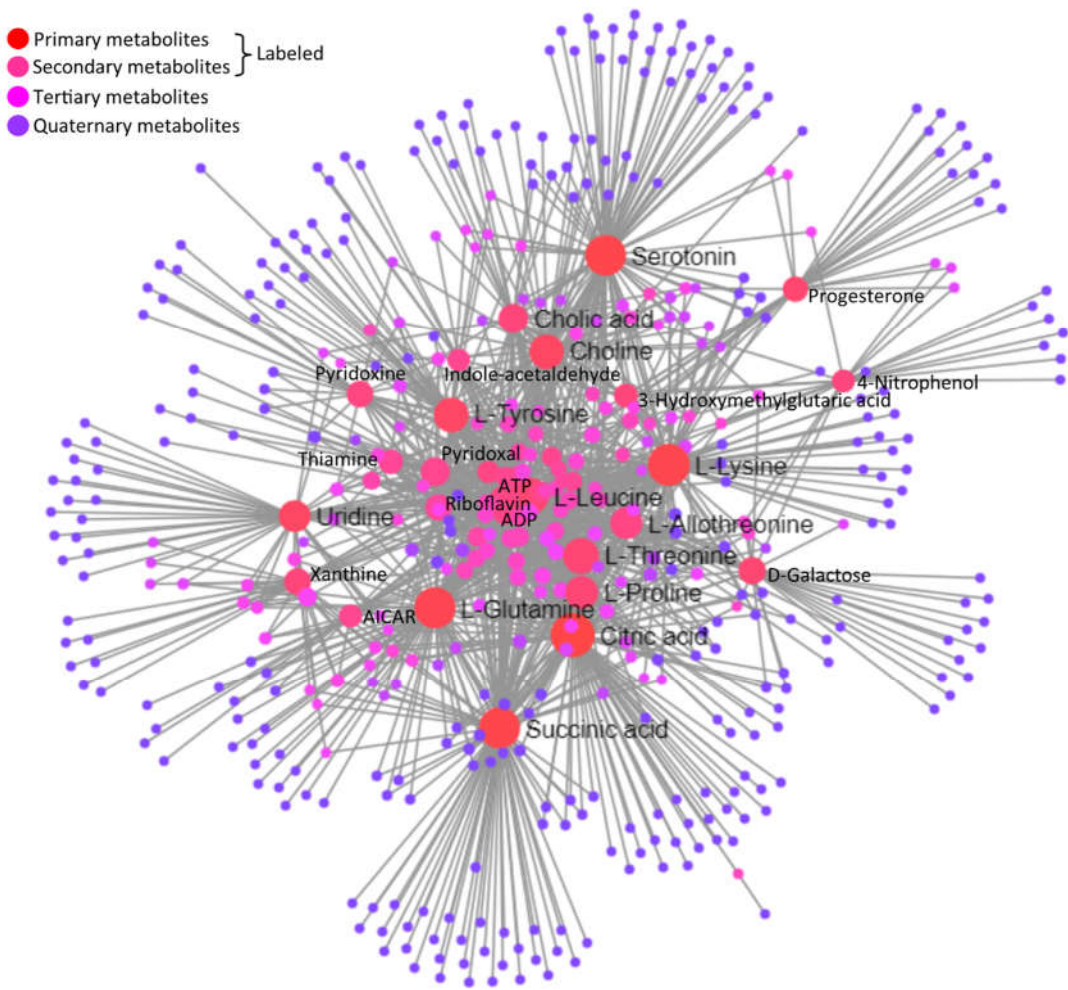 Primary metabolites
Secondary metabolites
Labeled
Tertiary metabolites
Quaternary metabolites
Serotonin
Progesterone
Cholic acid
Choline
Pyridoxine
Indole-acetaldehyde
4-Nitrophenol
3-Hydroxymethylglutaric acid
L-Tyrosine
Thiamine
Pyridoxal
L-Lysine
ATP
L-Leucine
Riboflavin
Uridine
ADP
L-Allothreonine
L-Threonine
Xanthine
D-Galactose
L-Proline
AICAR
L-Glutamine
Citric acid
Succinic acid